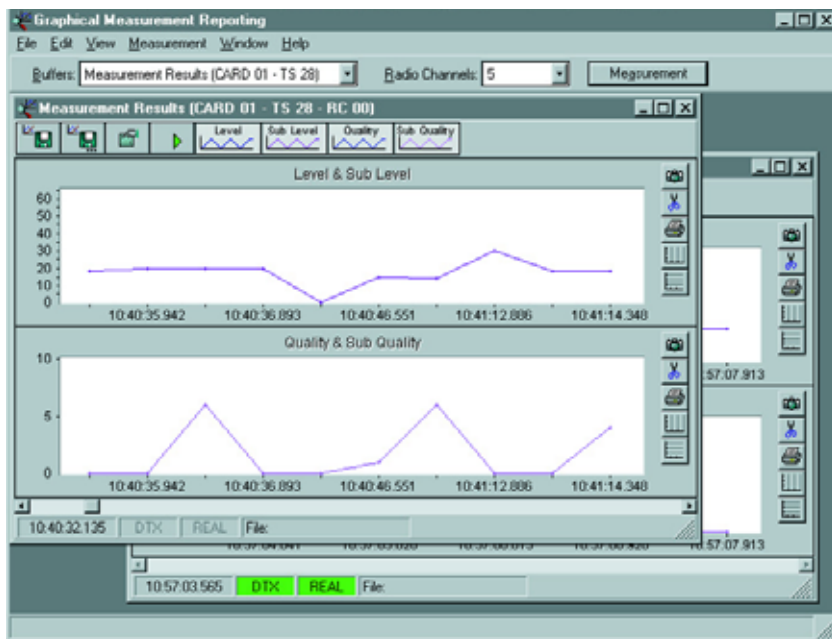 Graphical Measurement Reporting
File Edit View Measurement Window Help
Buffers: Measurement Results (CARD 01 - TS 28) Radio Channels: 5 Measurement
Measurement Results (CARD 01 - TS 28 - RC 00)
Level Sub Level Quality Sub Quality
Level & Sub Level
60
50
40
30
20
10
0
10:40:35.942 10:40:36.893 10:40:46.551 10:41:12.886 10:41:14.348
Quality & Sub Quality
10
5
0
10:40:35.942 10:40:36.893 10:40:46.551 10:41:12.886 10:41:14.348
10:40:32.135 DTX REAL File:
:57:07.913
10:57:07.913
10:57:03.565 DTX REAL File: